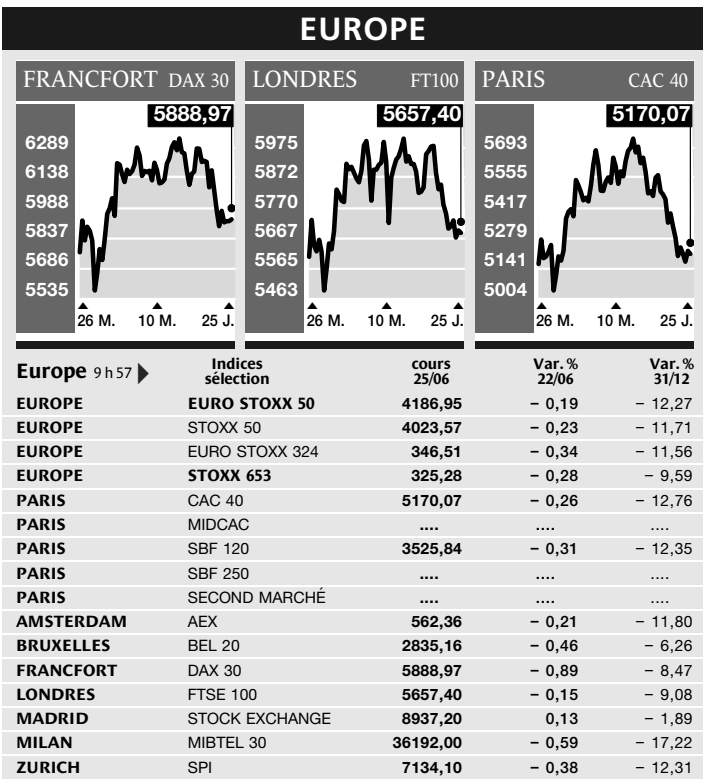 EUROPE
FRANCFORT DAX 30
5888,97
6289
6138
5988
5837
5686
5535
26 M. 10 M. 25 J.
LONDRES FT100
5657,40
5975
5872
5770
5667
5565
5463
26 M. 10 M. 25 J.
PARIS CAC 40
5170,07
5693
5555
5417
5279
5141
5004
26 M. 10 M. 25 J.
Europe 9 h 57 Indices sélection cours 25/06 Var. % 22/06 Var. % 31/12
EUROPE EURO STOXX 50 4186,95 – 0,19 – 12,27
EUROPE STOXX 50 4023,57 – 0,23 – 11,71
EUROPE EURO STOXX 324 346,51 – 0,34 – 11,56
EUROPE STOXX 653 325,28 – 0,28 – 9,59
PARIS CAC 40 5170,07 – 0,26 – 12,76
PARIS MIDCAC .... .... ....
PARIS SBF 120 3525,84 – 0,31 – 12,35
PARIS SBF 250 .... .... ....
PARIS SECOND MARCHÉ .... .... ....
AMSTERDAM AEX 562,36 – 0,21 – 11,80
BRUXELLES BEL 20 2835,16 – 0,46 – 6,26
FRANCFORT DAX 30 5888,97 – 0,89 – 8,47
LONDRES FTSE 100 5657,40 – 0,15 – 9,08
MADRID STOCK EXCHANGE 8937,20 0,13 – 1,89
MILAN MIBTEL 30 36192,00 – 0,59 – 17,22
ZURICH SPI 7134,10 – 0,38 – 12,31